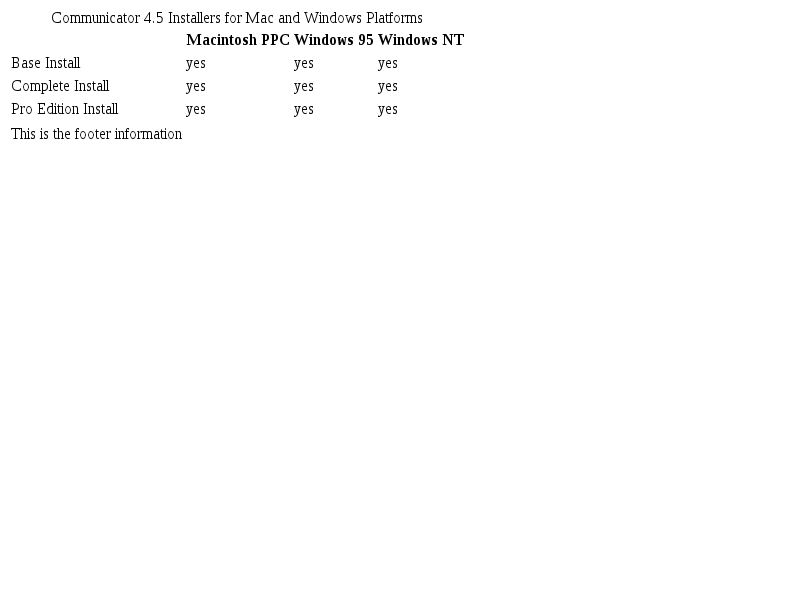 Communicator 4.5 Installers for Mac and Windows Platforms
Macintosh PPC Windows 95 Windows NT
Base Install yes yes yes
Complete Install yes yes yes
Pro Edition Install yes yes yes
This is the footer information